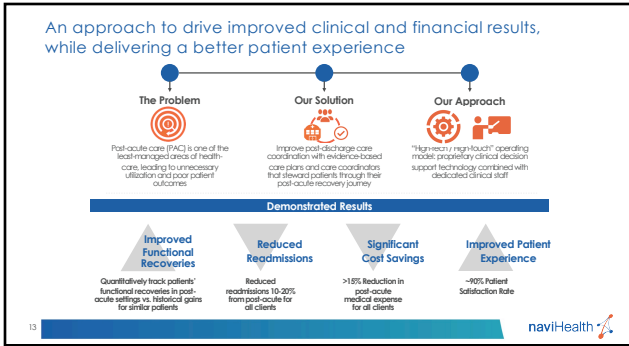 An approach to drive improved clinical and financial results,
while delivering a better patient experience
The Problem
Post-acute care (PAC) is one of the
least-managed areas of health-
care, leading to unnecessary
utilization and poor patient
outcomes
Our Solution
Improve post-discharge care
coordination with evidence-based
care plans and care coordinators
that steward patients through their
post-acute recovery journey
Our Approach
"High-tech / High-touch" operating
model: proprietary clinical decision
support technology combined with
dedicated clinical staff
Demonstrated Results
Improved
Functional
Recoveries
Quantitatively track patients'
functional recoveries in post-
acute settings vs. historical gains
for similar patients
Reduced
Readmissions
Reduced
readmissions 10-20%
from post-acute for
all clients
Significant
Cost Savings
>15% Reduction in
post-acute
medical expense
for all clients
Improved Patient
Experience
~90% Patient
Satisfaction Rate
13
naviHealth